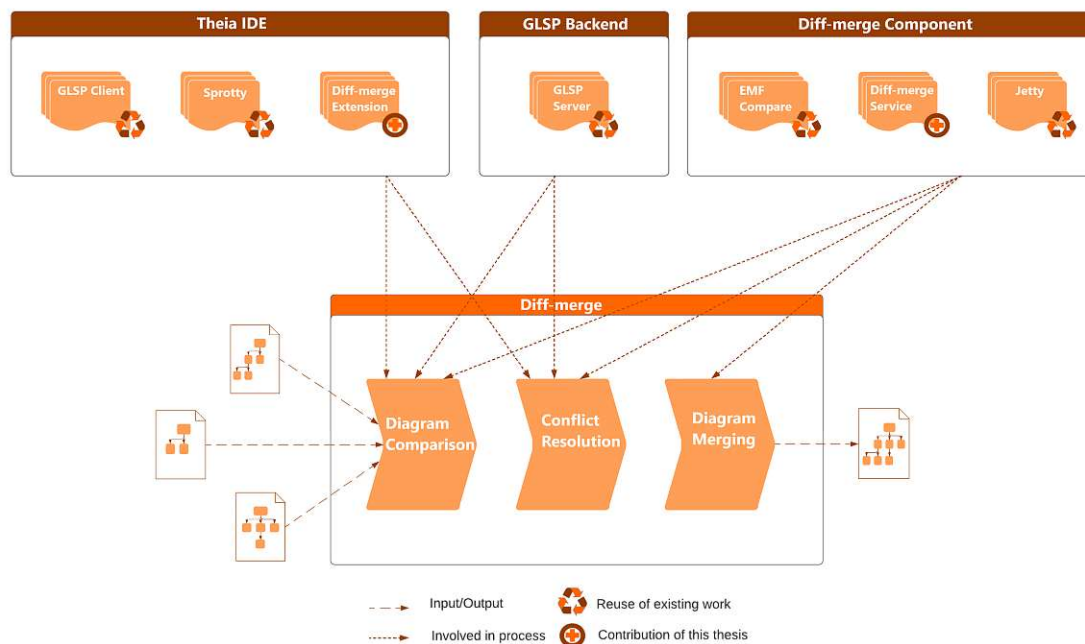 Theia IDE
GLSP Backend
Diff-merge Component
GLSP Client
Sprotty
Diff-merge
Extension
GLSP
Server
EMF
Compare
Diff-merge
Service
Jetty
Diff-merge
Diagram
Comparison
Conflict
Resolution
Diagram
Merging
Input/Output
Reuse of existing work
Involved in process
Contribution of this thesis